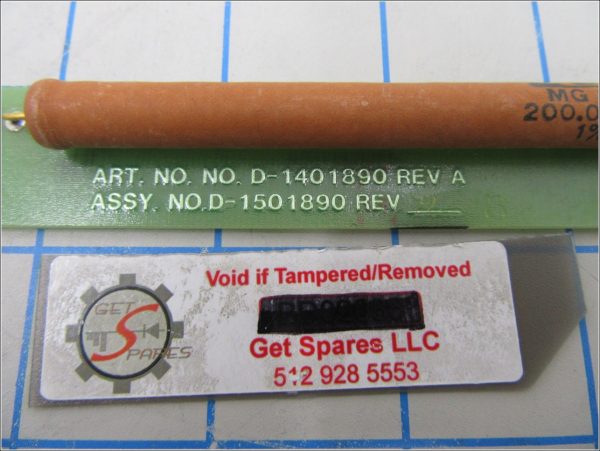 MG
200.0
1%
ART. NO. NO. D-1401890 REV A
ASSY. NO.D-1501890 REV
Void if Tampered/Removed
GET
SPARES
Get Spares LLC
512 928 5553